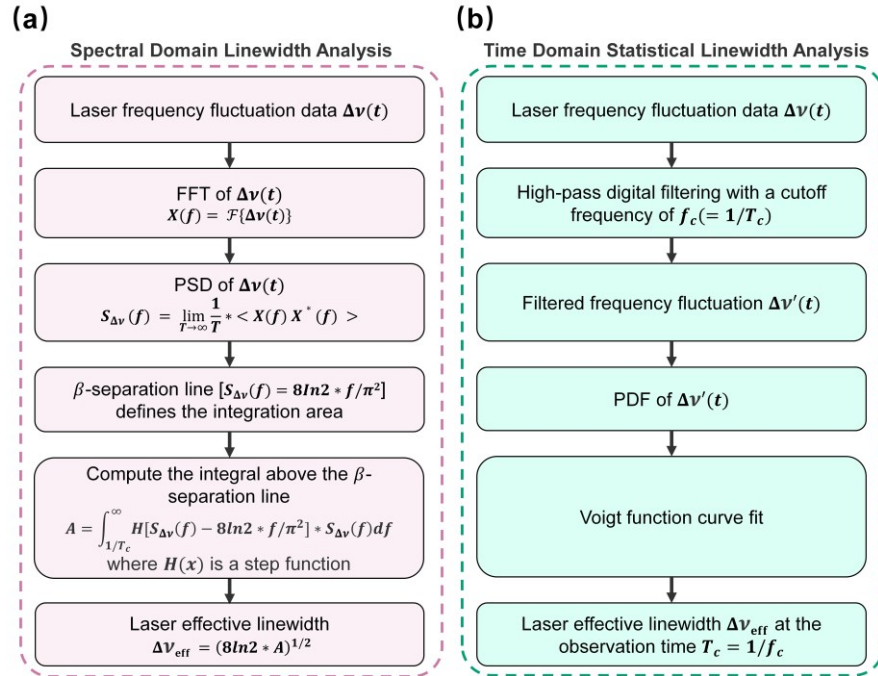 (a)
Spectral Domain Linewidth Analysis
Laser frequency fluctuation data Δν(t)
FFT of Δν(t)
X(f) = ℱ{Δν(t)}
PSD of Δν(t)
S_Δν(f) = lim_{T→∞} 1/T * < X(f) X*(f) >
β-separation line [S_Δν(f) = 8ln2 * f/π²]
defines the integration area
Compute the integral above the β-
separation line
A = ∫_{1/T_c}^{∞} H[S_Δν(f) − 8ln2 * f/π²] * S_Δν(f)df
where H(x) is a step function
Laser effective linewidth
Δν_eff = (8ln2 * A)^{1/2}
(b)
Time Domain Statistical Linewidth Analysis
Laser frequency fluctuation data Δν(t)
High-pass digital filtering with a cutoff
frequency of f_c(= 1/T_c)
Filtered frequency fluctuation Δν′(t)
PDF of Δν′(t)
Voigt function curve fit
Laser effective linewidth Δν_eff at the
observation time T_c = 1/f_c